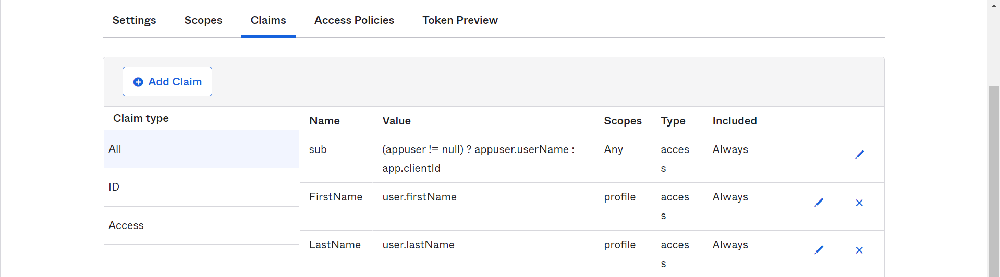 Settings Scopes Claims Access Policies Token Preview
Add Claim
Claim type
All
ID
Access
Name Value Scopes Type Included
sub (appuser != null) ? appuser.userName : Any acces Always
app.clientId s
FirstName user.firstName profile acces Always
s
LastName user.lastName profile acces Always
s